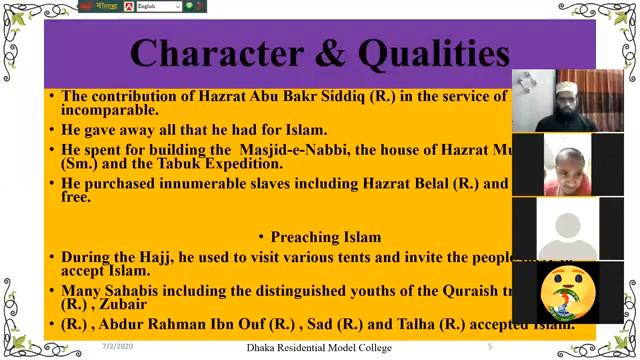 বাংলা English
Character & Qualities
• The contribution of Hazrat Abu Bakr Siddiq (R.) in the service of
incomparable.
• He gave away all that he had for Islam.
• He spent for building the Masjid-e-Nabbi, the house of Hazrat Mu
(Sm.) and the Tabuk Expedition.
• He purchased innumerable slaves including Hazrat Belal (R.) and
free.
• Preaching Islam
• During the Hajj, he used to visit various tents and invite the people
accept Islam.
• Many Sahabis including the distinguished youths of the Quraish tr
(R.) , Zubair
• (R.) , Abdur Rahman Ibn Ouf (R.) , Sad (R.) and Talha (R.) accepted Islam.
7/2/2020 Dhaka Residential Model College 5